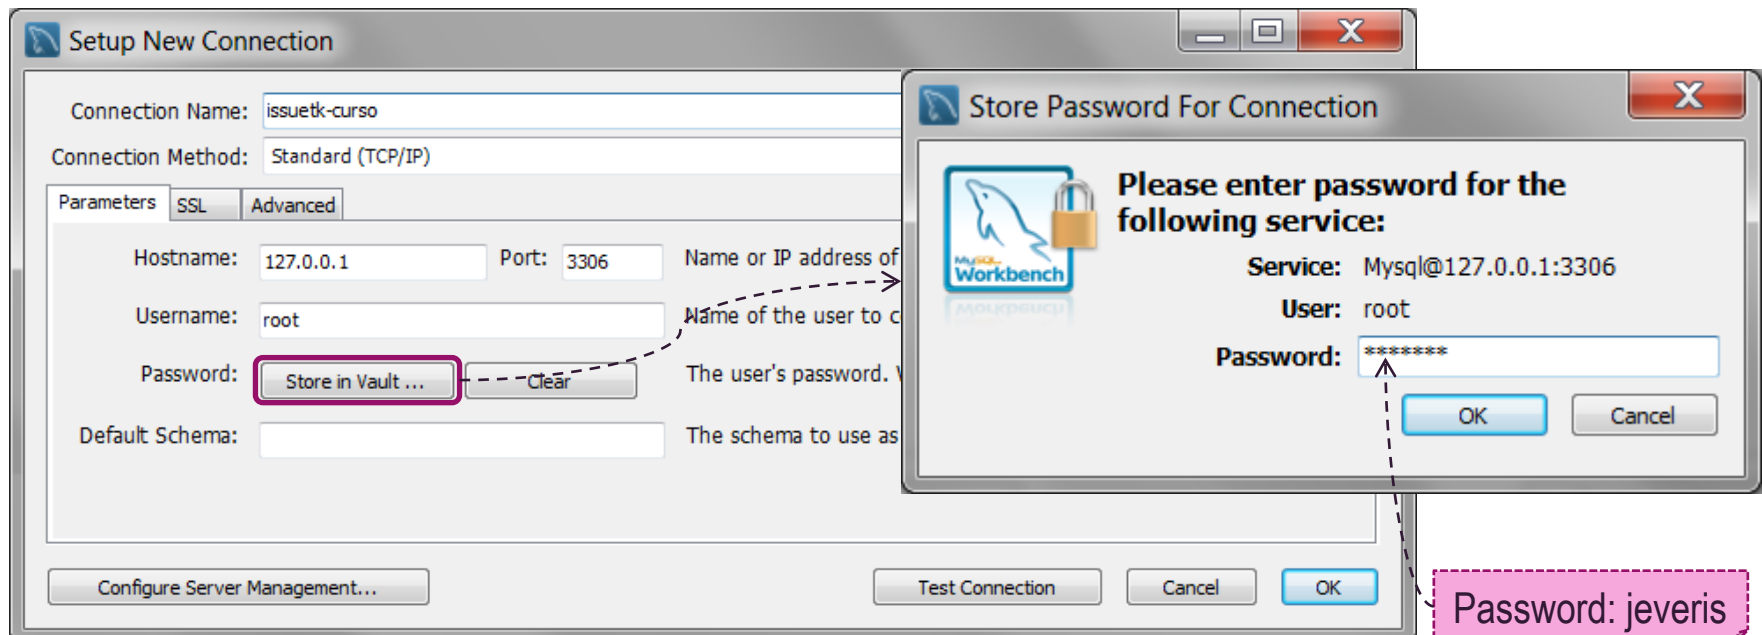 Setup New Connection
Connection Name: issuetk-curso
Connection Method: Standard (TCP/IP)
Parameters SSL Advanced
Hostname: 127.0.0.1 Port: 3306 Name or IP address of
Username: root Name of the user to
Password: Store in Vault ... Clear The user's password.
Default Schema: The schema to use as
Configure Server Management... Test Connection Cancel OK
Store Password For Connection
MySQL
Workbench
Please enter password for the
following service:
Service: Mysql@127.0.0.1:3306
User: root
Password: *******
OK Cancel
Password: jeveris